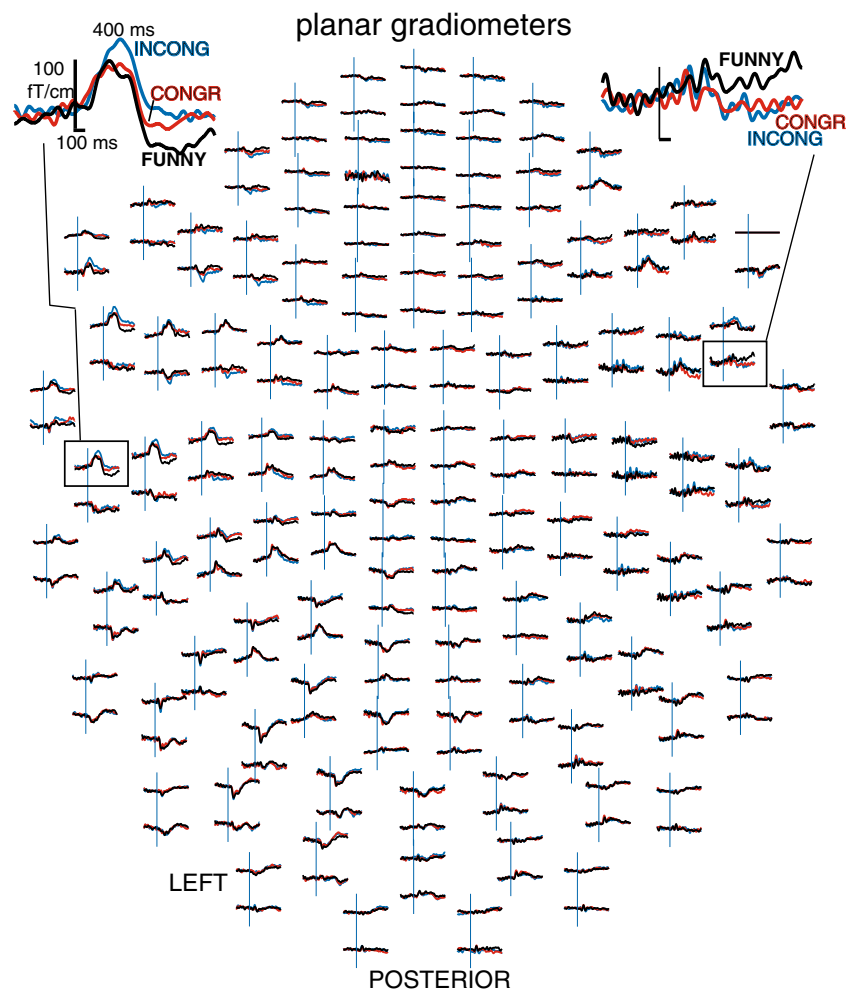 planar gradiometers
400 ms
INCONG
100
fT/cm
CONGR
FUNNY
100 ms
FUNNY
CONGR
INCONG
LEFT
POSTERIOR